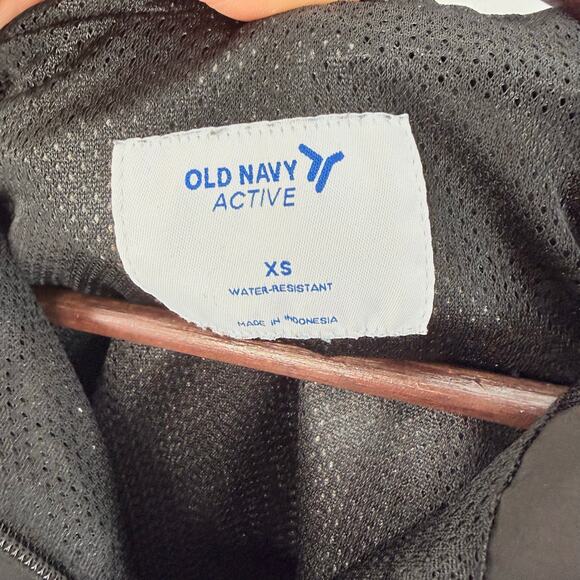 OLD NAVY
ACTIVE
XS
WATER-RESISTANT
MADE IN INDONESIA